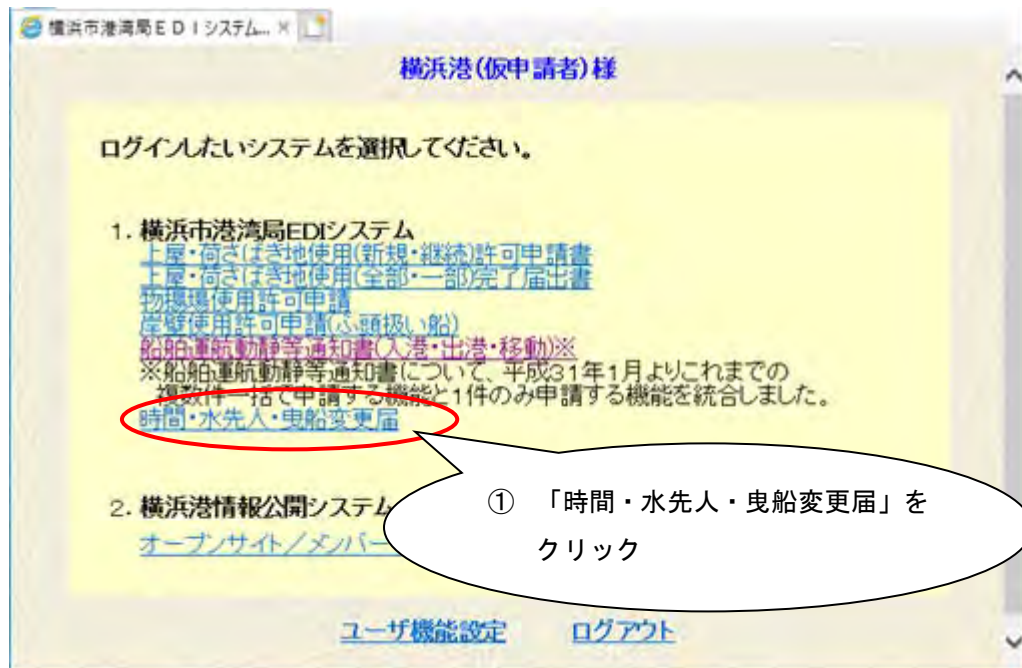 横浜市港湾局ＥＤＩシステム...
横浜港(仮申請者)様
ログインしたいシステムを選択してください。
1. 横浜市港湾局EDIシステム
上屋・荷さばき地使用(新規・継続)許可申請書
上屋・荷さばき地使用(全部・一部)完了届出書
物揚場使用許可申請
岸壁使用許可申請(ふ頭扱い船)
船舶運航動静等通知書(入港・出港・移動)※
※船舶運航動静等通知書について、平成31年1月よりこれまでの
複数件一括で申請する機能と1件のみ申請する機能を統合しました。
時間・水先人・曳船変更届
① 「時間・水先人・曳船変更届」を
クリック
2. 横浜港情報公開システム
オープンサイト／メンバー
ユーザ機能設定 ログアウト